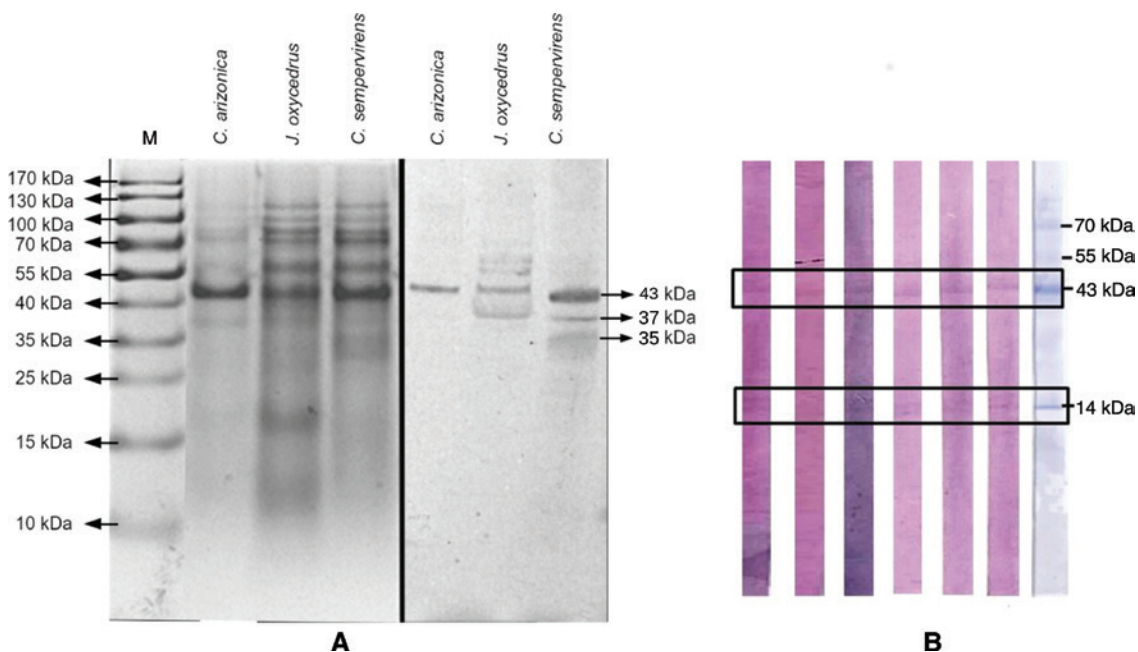 M
C. arizonica
J. oxycedrus
C. sempervirens
C. arizonica
J. oxycedrus
C. sempervirens
170 kDa
130 kDa
100 kDa
70 kDa
55 kDa
40 kDa
35 kDa
25 kDa
15 kDa
10 kDa
43 kDa
37 kDa
35 kDa
A
70 kDa
55 kDa
43 kDa
14 kDa
B